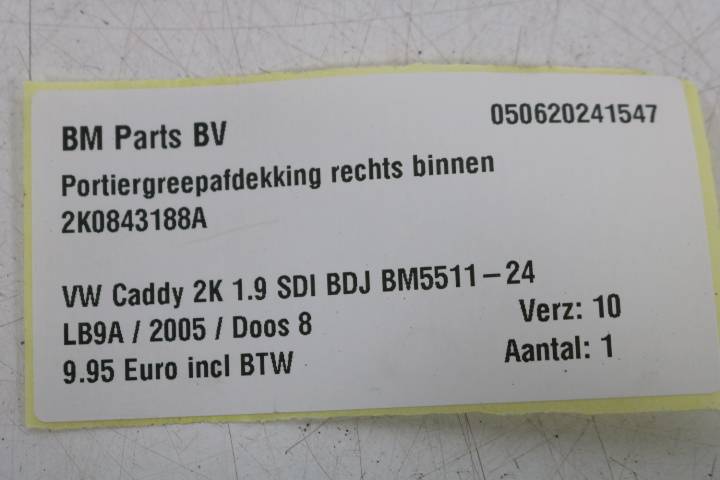 BM Parts BV 050620241547
Portiergreepafdekking rechts binnen
2K0843188A
VW Caddy 2K 1.9 SDI BDJ BM5511-24
LB9A / 2005 / Doos 8 Verz: 10
9.95 Euro incl BTW Aantal: 1